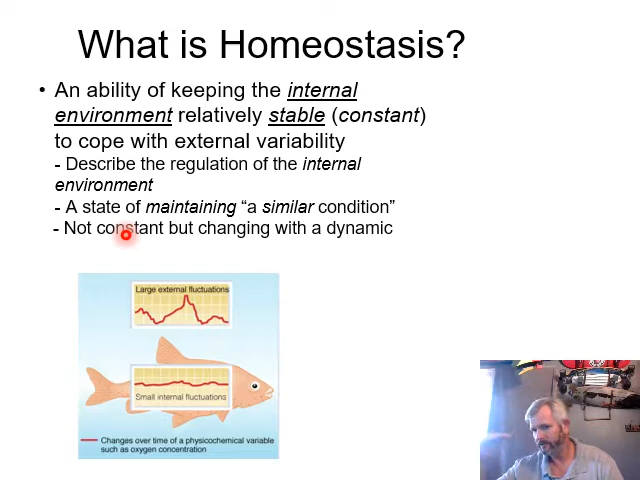 What is Homeostasis?
• An ability of keeping the internal
environment relatively stable (constant)
to cope with external variability
- Describe the regulation of the internal
environment
- A state of maintaining “a similar condition”
- Not constant but changing with a dynamic
Large external fluctuations
Small internal fluctuations
Changes over time of a physicochemical variable
such as oxygen concentration